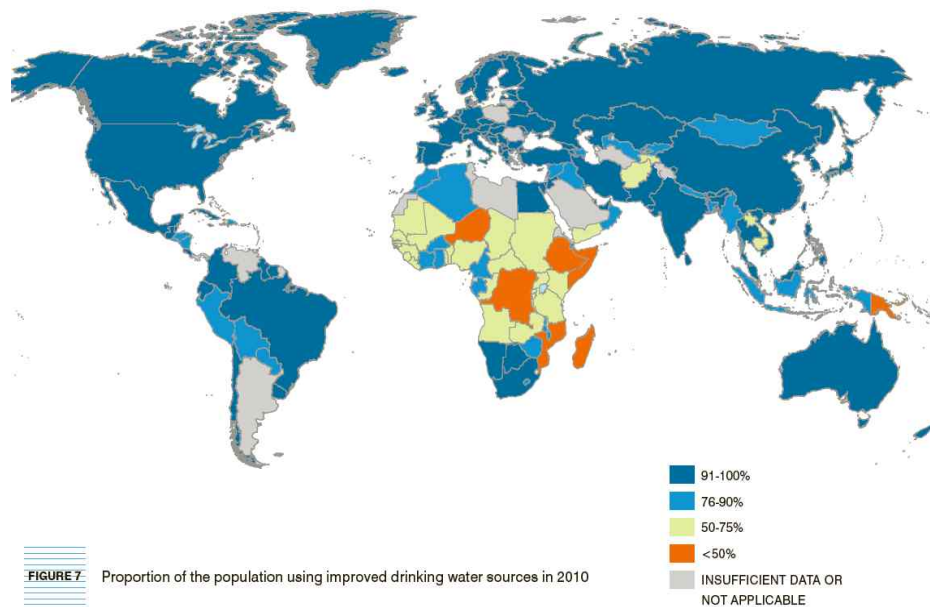 91-100%
76-90%
50-75%
<50%
INSUFFICIENT DATA OR
NOT APPLICABLE
FIGURE 7 Proportion of the population using improved drinking water sources in 2010